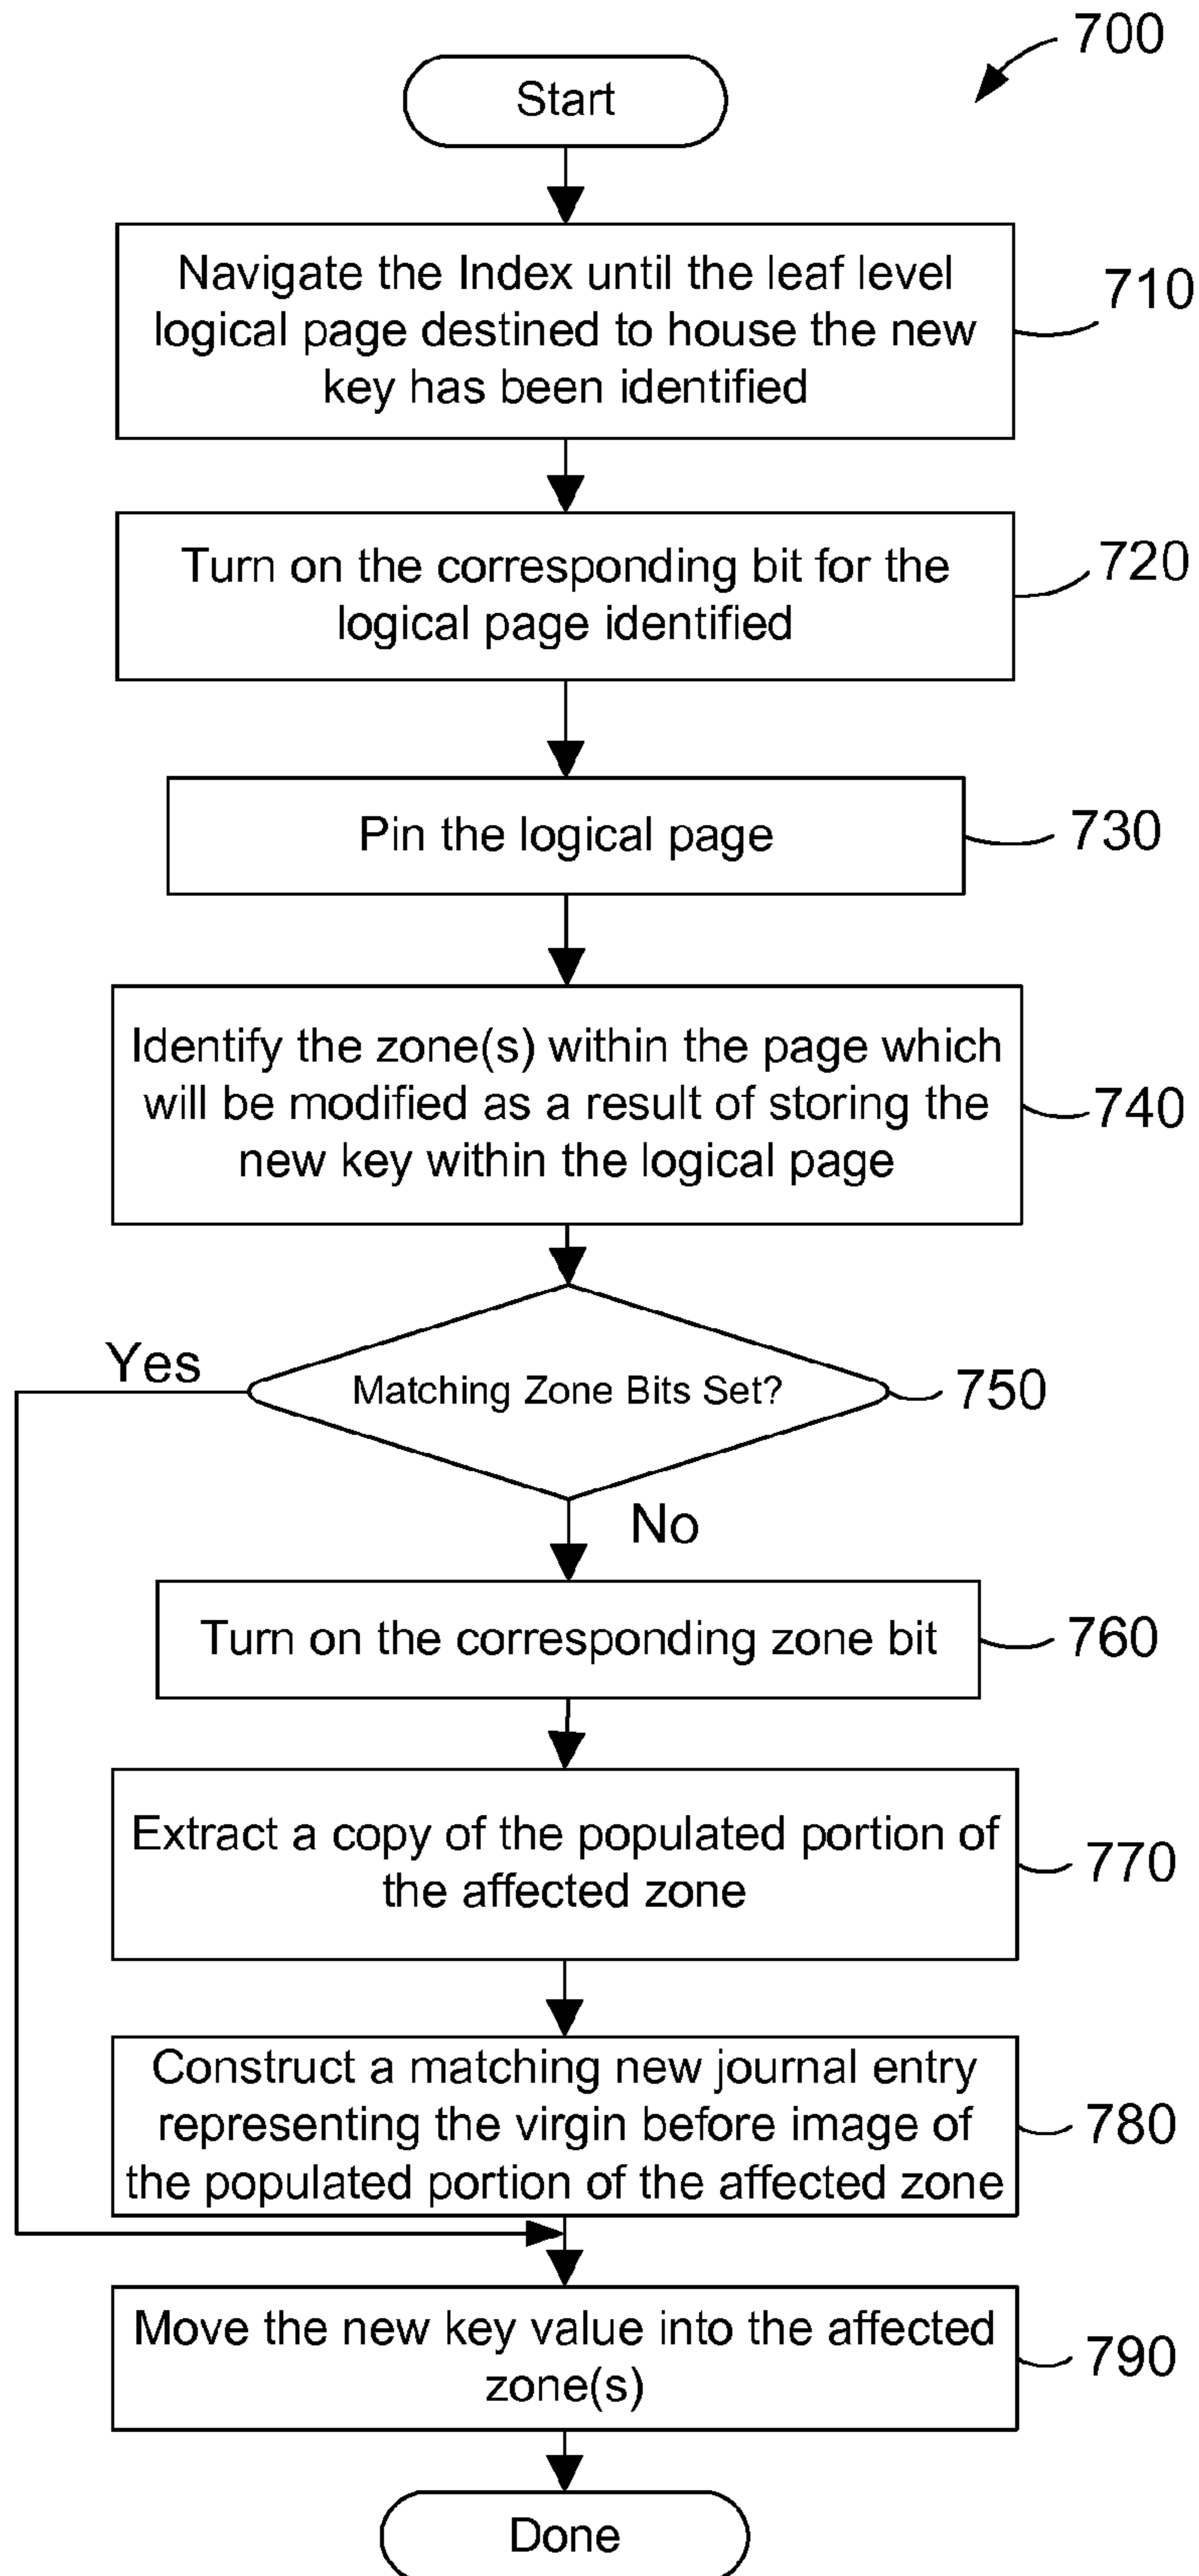 700
Start
Navigate the Index until the leaf level
logical page destined to house the new
key has been identified
710
Turn on the corresponding bit for the
logical page identified
720
Pin the logical page
730
Identify the zone(s) within the page which
will be modified as a result of storing the
new key within the logical page
740
Yes
Matching Zone Bits Set?
750
No
Turn on the corresponding zone bit
760
Extract a copy of the populated portion of
the affected zone
770
Construct a matching new journal entry
representing the virgin before image of
the populated portion of the affected zone
780
Move the new key value into the affected
zone(s)
790
Done